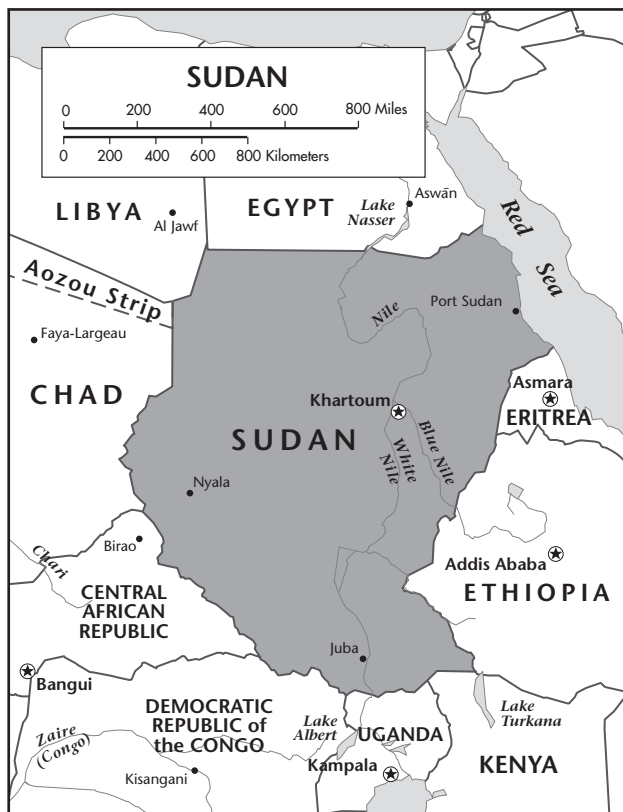 SUDAN
0 200 400 600 800 Miles
0 200 400 600 800 Kilometers
LIBYA
Al Jawf
EGYPT
Lake
Nasser
Aswān
Red
Sea
Aozou Strip
Faya-Largeau
CHAD
Nile
Port Sudan
Khartoum
Asmara
ERITREA
SUDAN
White
Nile
Blue Nile
Nyala
Birao
Chari
CENTRAL
AFRICAN
REPUBLIC
Addis Ababa
ETHIOPIA
Juba
Bangui
DEMOCRATIC
REPUBLIC of
the CONGO
Zaire
(Congo)
Kisangani
Lake
Albert
UGANDA
Kampala
Lake
Turkana
KENYA